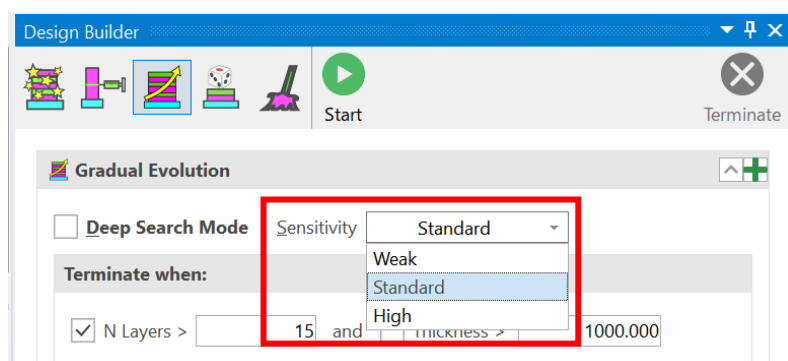 Design Builder
Start
Terminate
Gradual Evolution
Deep Search Mode Sensitivity Standard
Weak
Terminate when:
Standard
High
N Layers > 15 and Thickness > 1000.000